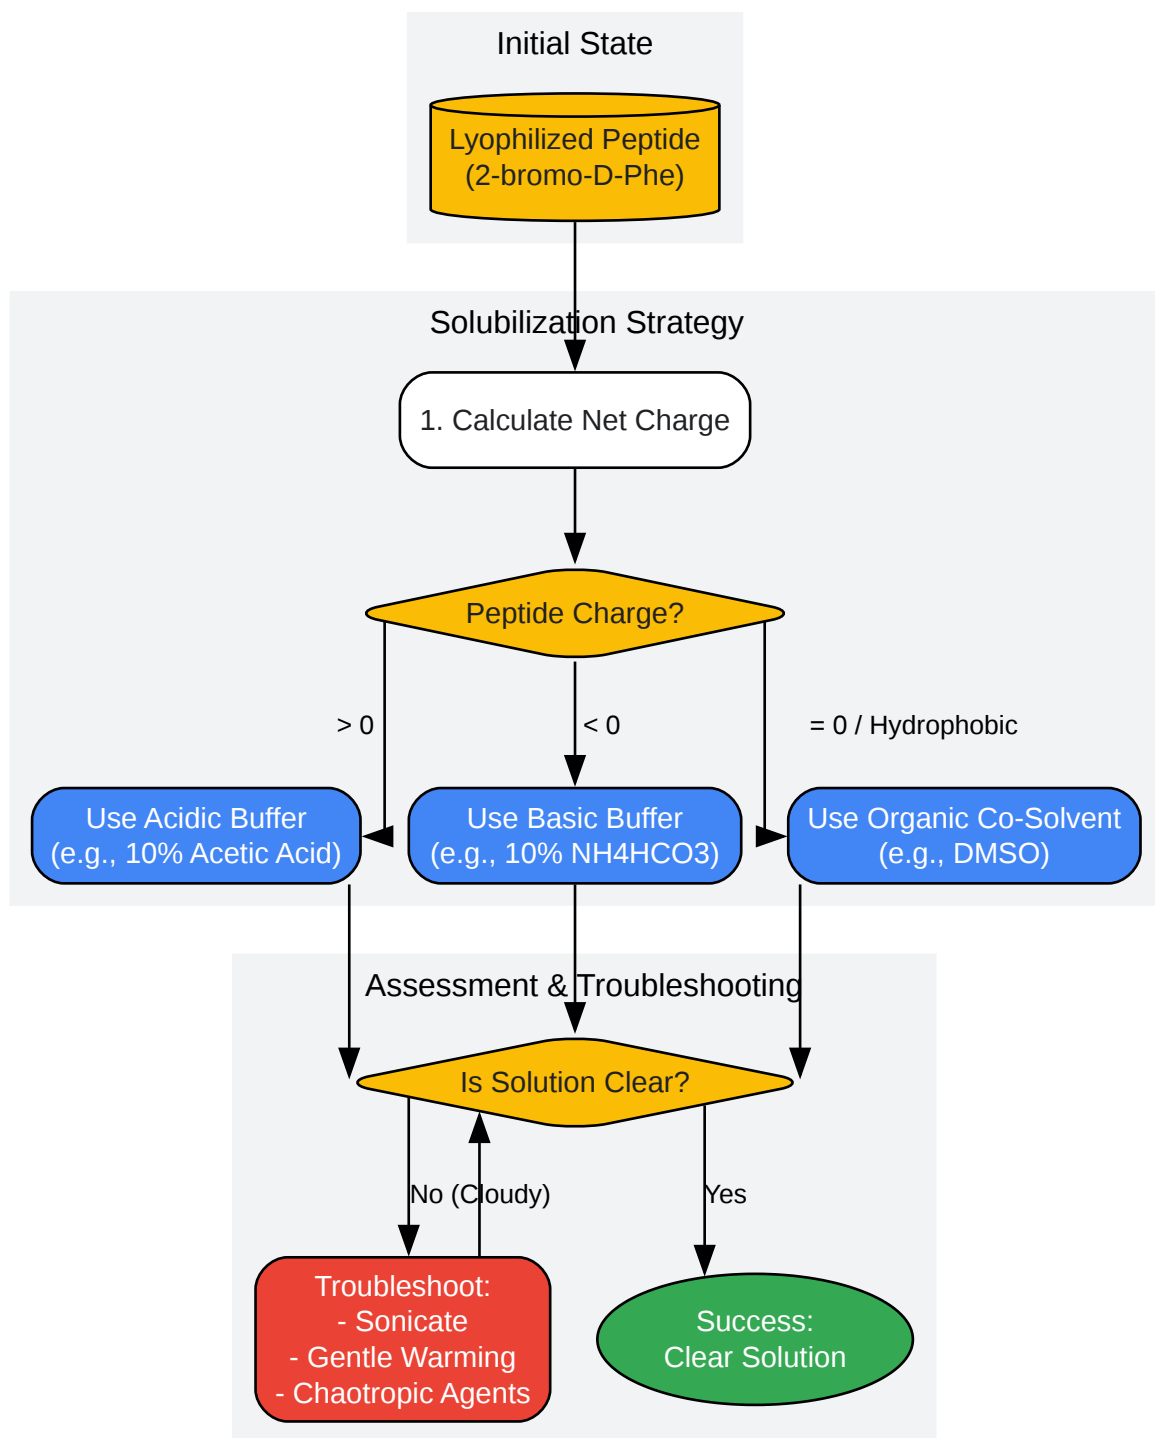 Initial State
Lyophilized Peptide
(2-bromo-D-Phe)
Solubilization Strategy
1. Calculate Net Charge
Peptide Charge?
> 0
< 0
= 0 / Hydrophobic
Use Acidic Buffer
(e.g., 10% Acetic Acid)
Use Basic Buffer
(e.g., 10% NH4HCO3)
Use Organic Co-Solvent
(e.g., DMSO)
Assessment & Troubleshooting
Is Solution Clear?
No (Cloudy)
Yes
Troubleshoot:
- Sonicate
- Gentle Warming
- Chaotropic Agents
Success:
Clear Solution